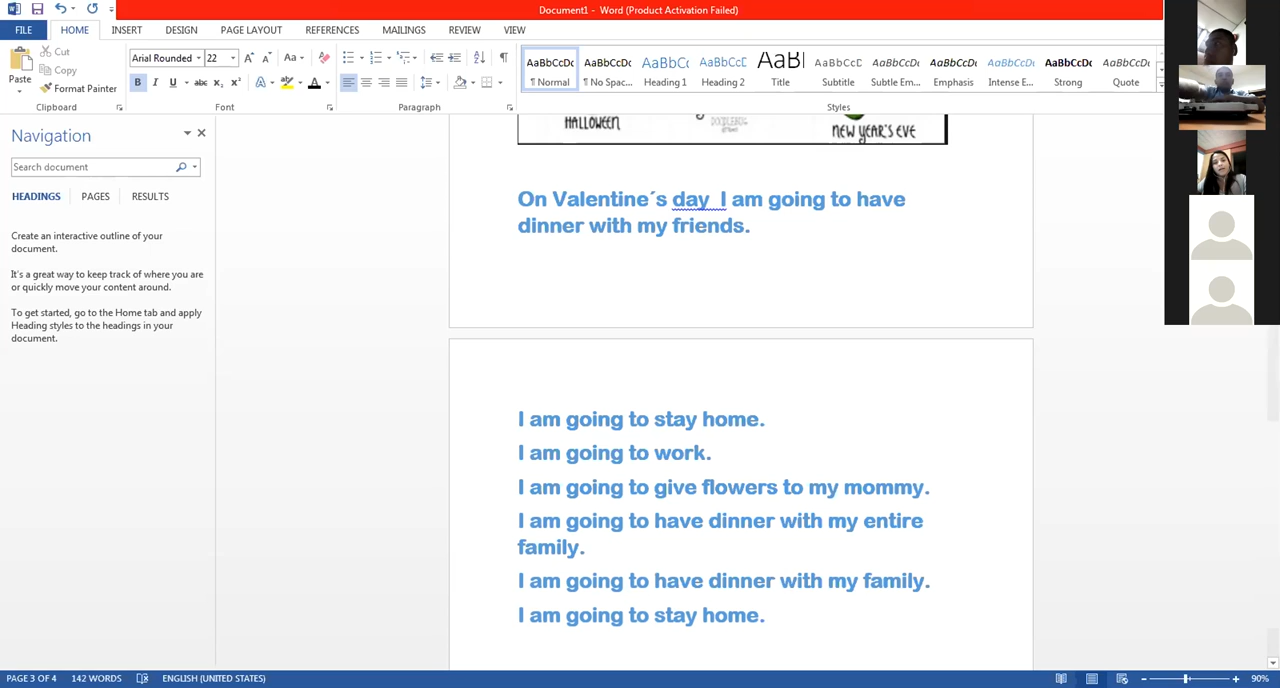 Document1 - Word (Product Activation Failed)
FILE HOME INSERT DESIGN PAGE LAYOUT REFERENCES MAILINGS REVIEW VIEW
Paste
Cut
Copy
Format Painter
Clipboard
Arial Rounded 22
Aa
B I U abc x₂ x² A A
Font
Paragraph
AaBbCcDc AaBbCcDc AaBbCc AaBbCcD AaBl AaBbCcD AaBbCcDc AaBbCcDc AaBbCcDc AaBbCcDc AaBbCcDc
¶ Normal ¶ No Spac... Heading 1 Heading 2 Title Subtitle Subtle Em... Emphasis Intense E... Strong Quote
Styles
Navigation
Search document
HEADINGS PAGES RESULTS
Create an interactive outline of your
document.
It's a great way to keep track of where you are
or quickly move your content around.
To get started, go to the Home tab and apply
Heading styles to the headings in your
document.
HALLOWEEN
NEW YEAR'S EVE
On Valentine´s day  I am going to have
dinner with my friends.
I am going to stay home.
I am going to work.
I am going to give flowers to my mommy.
I am going to have dinner with my entire
family.
I am going to have dinner with my family.
I am going to stay home.
PAGE 3 OF 4 142 WORDS ENGLISH (UNITED STATES) 90%